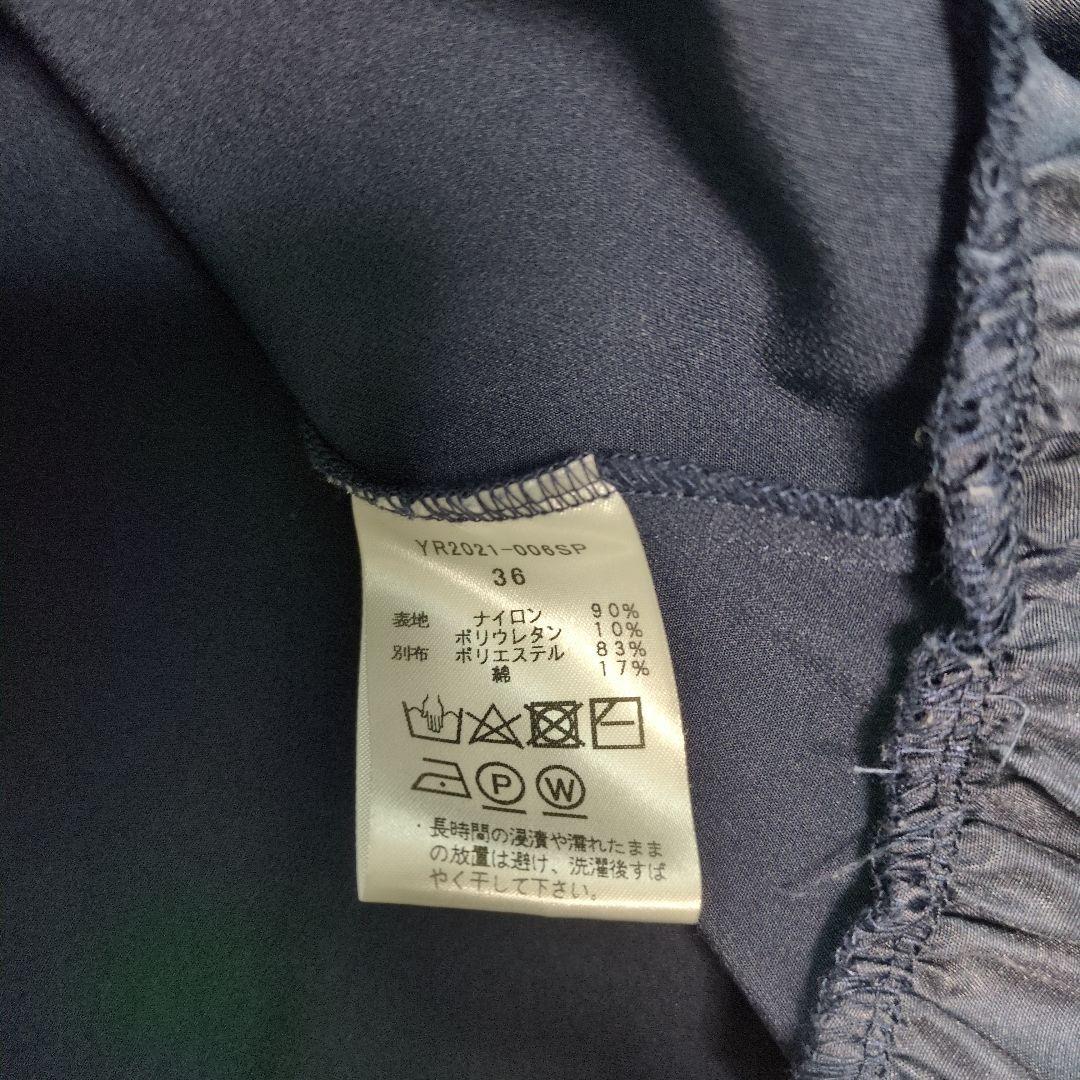 YR2021-006SP
36
表地 ナイロン 90%
ポリウレタン 10%
別布 ポリエステル 83%
綿 17%
P W
・長時間の浸漬や濡れたまま
の放置は避け、洗濯後すば
やく干して下さい。